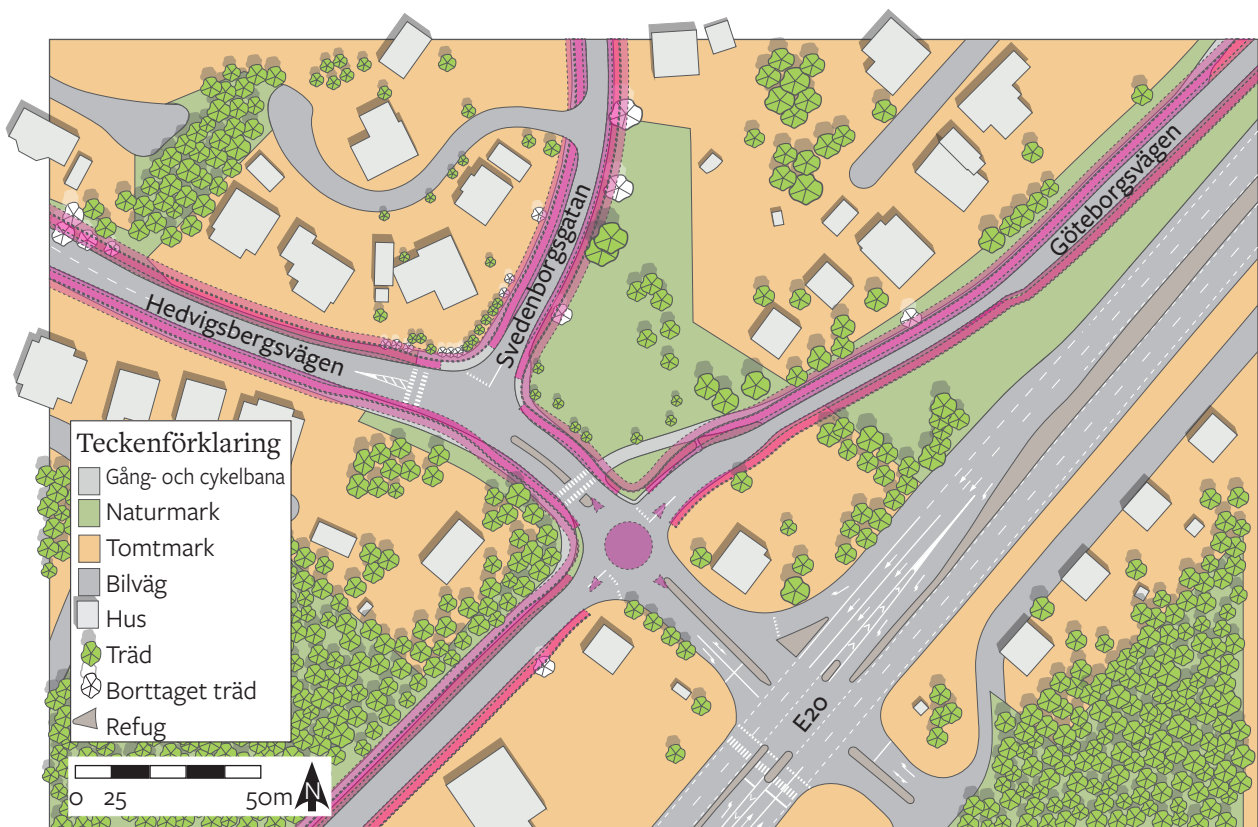 Svedenborgsgatan
Göteborgsvägen
Hedvigsbergsvägen
Teckenförklaring
Gång- och cykelbana
Naturmark
Tomtmark
Bilväg
Hus
Träd
Borttaget träd
Refug
E20
0 25 50m
N